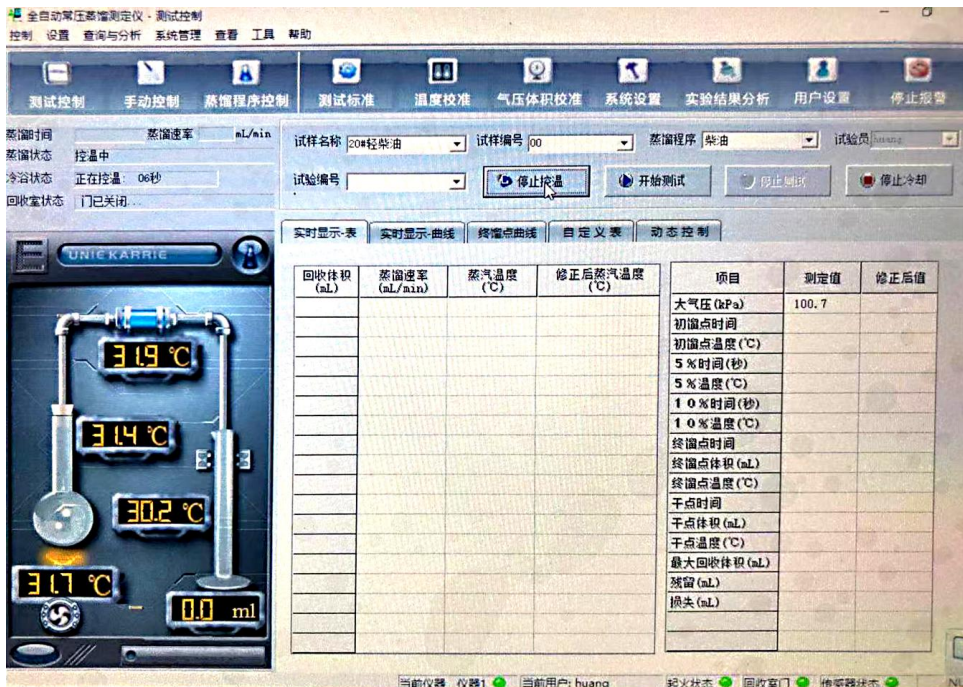 全自动常压蒸馏测定仪 - 测试控制
控制 设置 查询与分析 系统管理 查看 工具 帮助
测试控制 手动控制 蒸馏程序控制 测试标准 温度校准 气压体积校准 系统设置 实验结果分析 用户设置 停止报警
蒸馏时间 蒸馏速率 mL/min
蒸馏状态 控温中
冷浴状态 正在控温: 06秒
回收室状态 门已关闭...
试样名称 20#轻柴油 试样编号 00 蒸馏程序 柴油 试验员 huang
试验编号 停止控温 开始测试 停止测试 停止冷却
实时显示-表 实时显示-曲线 终馏点曲线 自定义表 动态控制
UNIE KARRIE
31.9 ℃
31.4 ℃
30.2 ℃
31.7 ℃
0.0 ml
回收体积(mL) 蒸馏速率(mL/min) 蒸汽温度(℃) 修正后蒸汽温度(℃)
项目 测定值 修正后值
大气压(kPa) 100.7
初馏点时间
初馏点温度(℃)
5%时间(秒)
5%温度(℃)
10%时间(秒)
10%温度(℃)
终馏点时间
终馏点体积(mL)
终馏点温度(℃)
干点时间
干点体积(mL)
干点温度(℃)
最大回收体积(mL)
残留(mL)
损失(mL)
当前仪器 仪器1 当前用户: huang 起火状态 回收室门 传感器状态